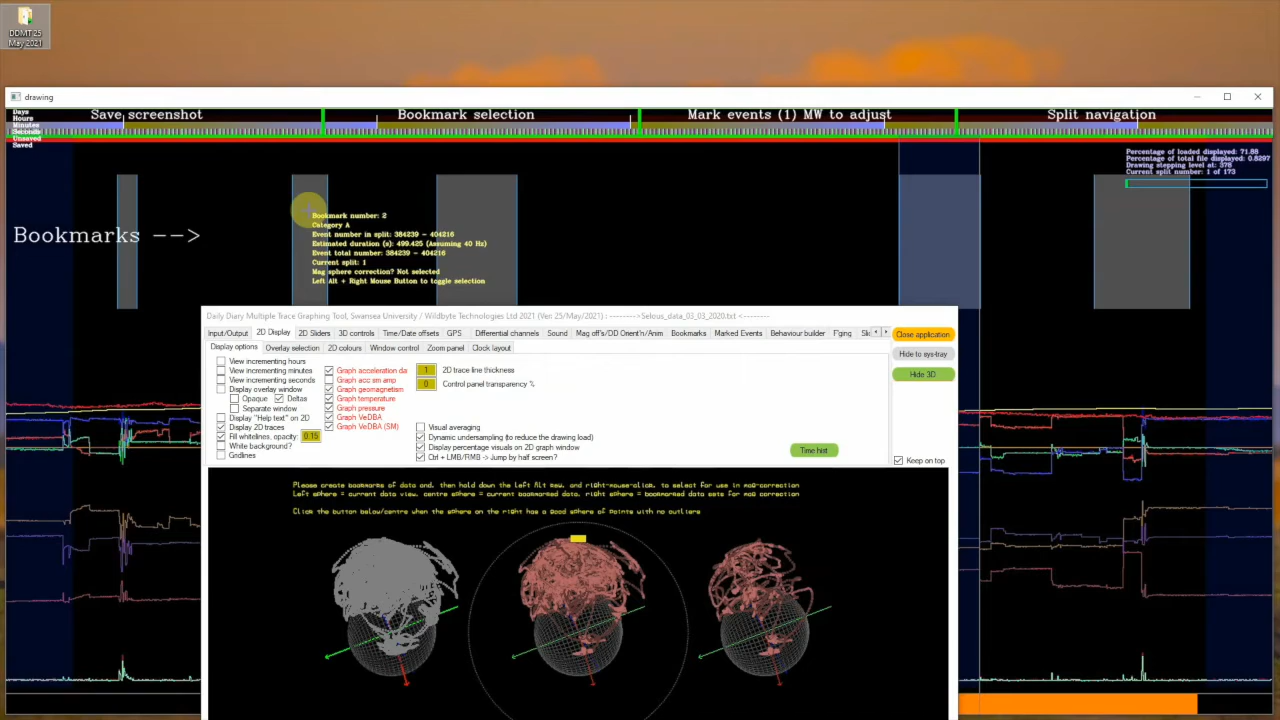 DDMT 25
May 2021
drawing
Days
Hours
Minutes
Seconds
Unsaved
Saved
Save screenshot
Bookmark selection
Mark events (1) MW to adjust
Split navigation
Percentage of loaded displayed: 71.88
Percentage of total file displayed: 0.8297
Drawing stepping level at: 378
Current split number: 1 of 173
Bookmarks -->
Bookmark number: 2
Category A
Event number in split: 384239 - 404216
Estimated duration (s): 499.425 (Assuming 40 Hz)
Event total number: 384239 - 404216
Current split: 1
Mag sphere correction? Not selected
Left Alt + Right Mouse Button to toggle selection
Daily Diary Multiple Trace Graphing Tool, Swansea University / Wildbyte Technologies Ltd 2021 (Ver: 25/May/2021) : -------->Selous_data_03_03_2020.txt <--------
Input/Output 2D Display 2D Sliders 3D controls Time/Date offsets GPS Differential channels Sound Mag off's/DD Orient'n/Anim Bookmarks Marked Events Behaviour builder F'ging
Close application
Display options Overlay selection 2D colours Window control Zoom panel Clock layout
Hide to sys-tray
Hide 3D
View incrementing hours
View incrementing minutes
View incrementing seconds
Display overlay window
Opaque Deltas
Separate window
Display "Help text" on 2D
Display 2D traces
Fill whitelines, opacity 0.15
White background?
Gridlines
Graph acceleration da
Graph acc sm amp
Graph geomagnetism
Graph temperature
Graph pressure
Graph VeDBA
Graph VeDBA (SM)
1 2D trace line thickness
0 Control panel transparency %
Visual averaging
Dynamic undersampling (to reduce the drawing load)
Display percentage visuals on 2D graph window
Ctrl + LMB/RMB -> Jump by half screen?
Time hint
Keep on top
Please create bookmarks of data and, then hold down the left Alt key, and right-mouse-click, to select for use in mag-correction
Left sphere = current data view, centre sphere = current bookmarked data, right sphere = bookmarked data sets for mag correction
Click the button below/centre when the sphere on the right has a good sphere of points with no outliers